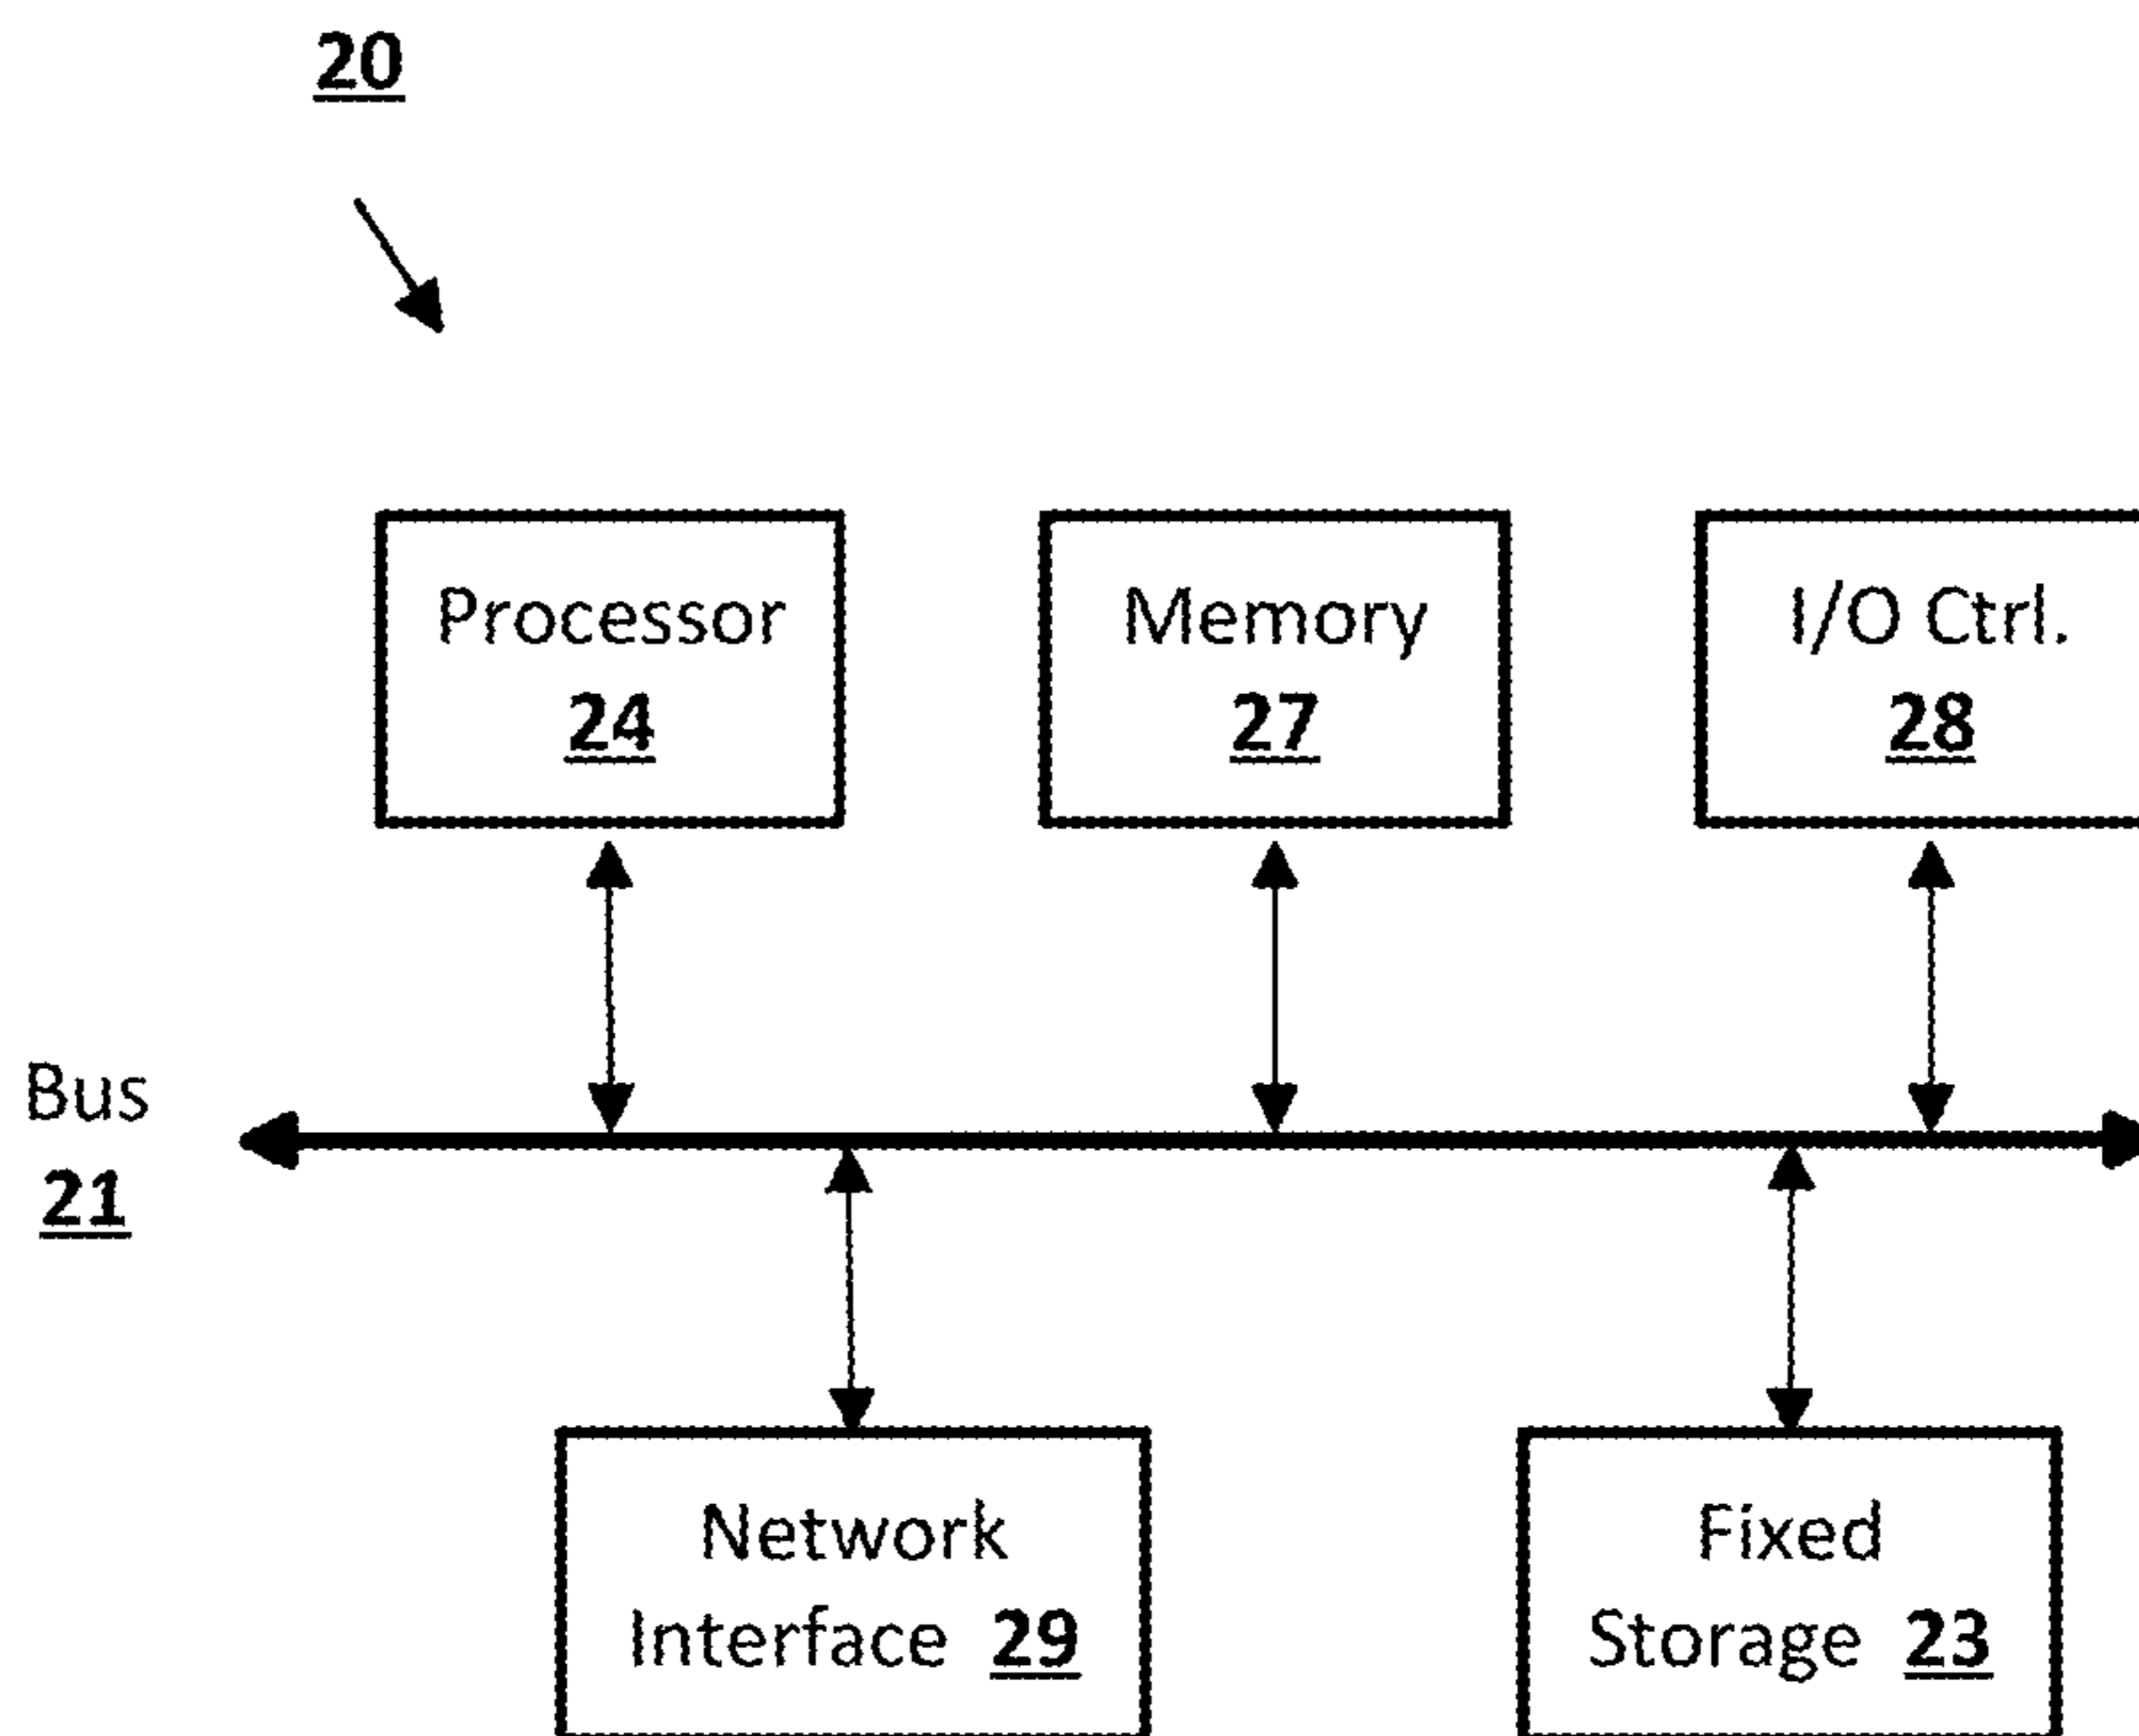 20
Processor
24
Memory
27
I/O Ctrl.
28
Bus
21
Network
Interface 29
Fixed
Storage 23